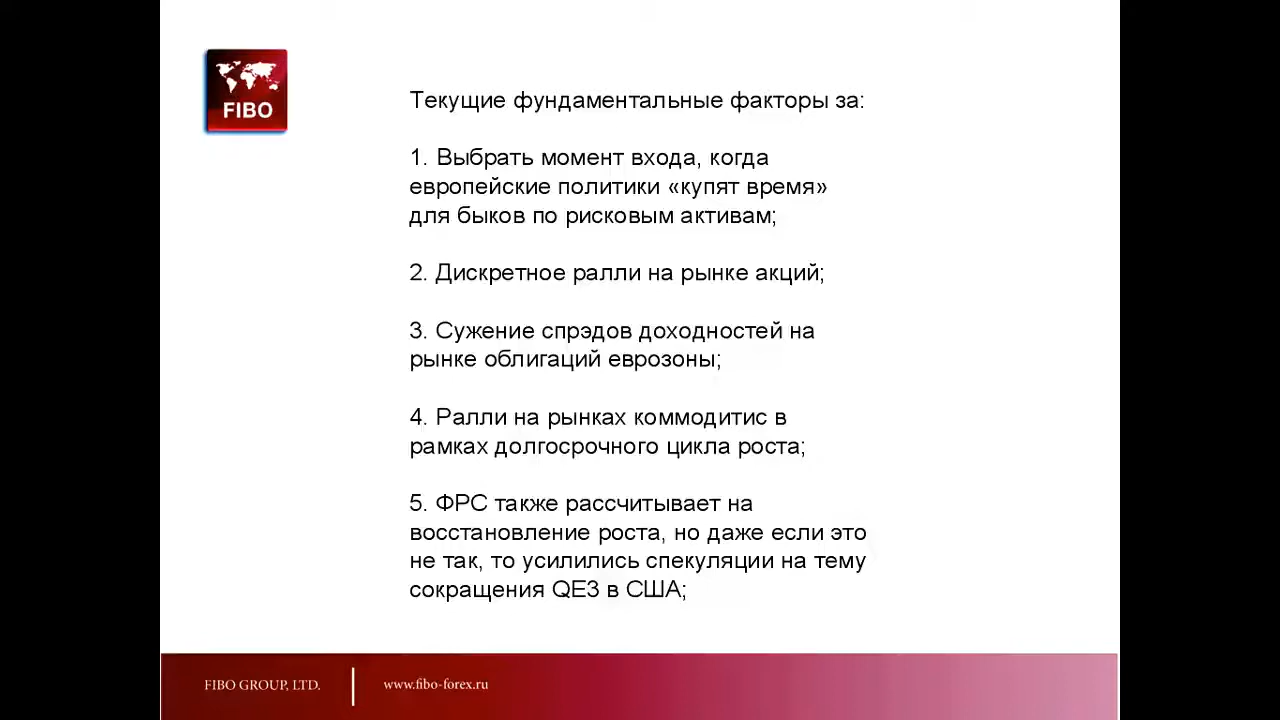 FIBO
Текущие фундаментальные факторы за:
1. Выбрать момент входа, когда
европейские политики «купят время»
для быков по рисковым активам;
2. Дискретное ралли на рынке акций;
3. Сужение спрэдов доходностей на
рынке облигаций еврозоны;
4. Ралли на рынках коммодитис в
рамках долгосрочного цикла роста;
5. ФРС также рассчитывает на
восстановление роста, но даже если это
не так, то усилились спекуляции на тему
сокращения QE3 в США;
FIBO GROUP, LTD.
www.fibo-forex.ru